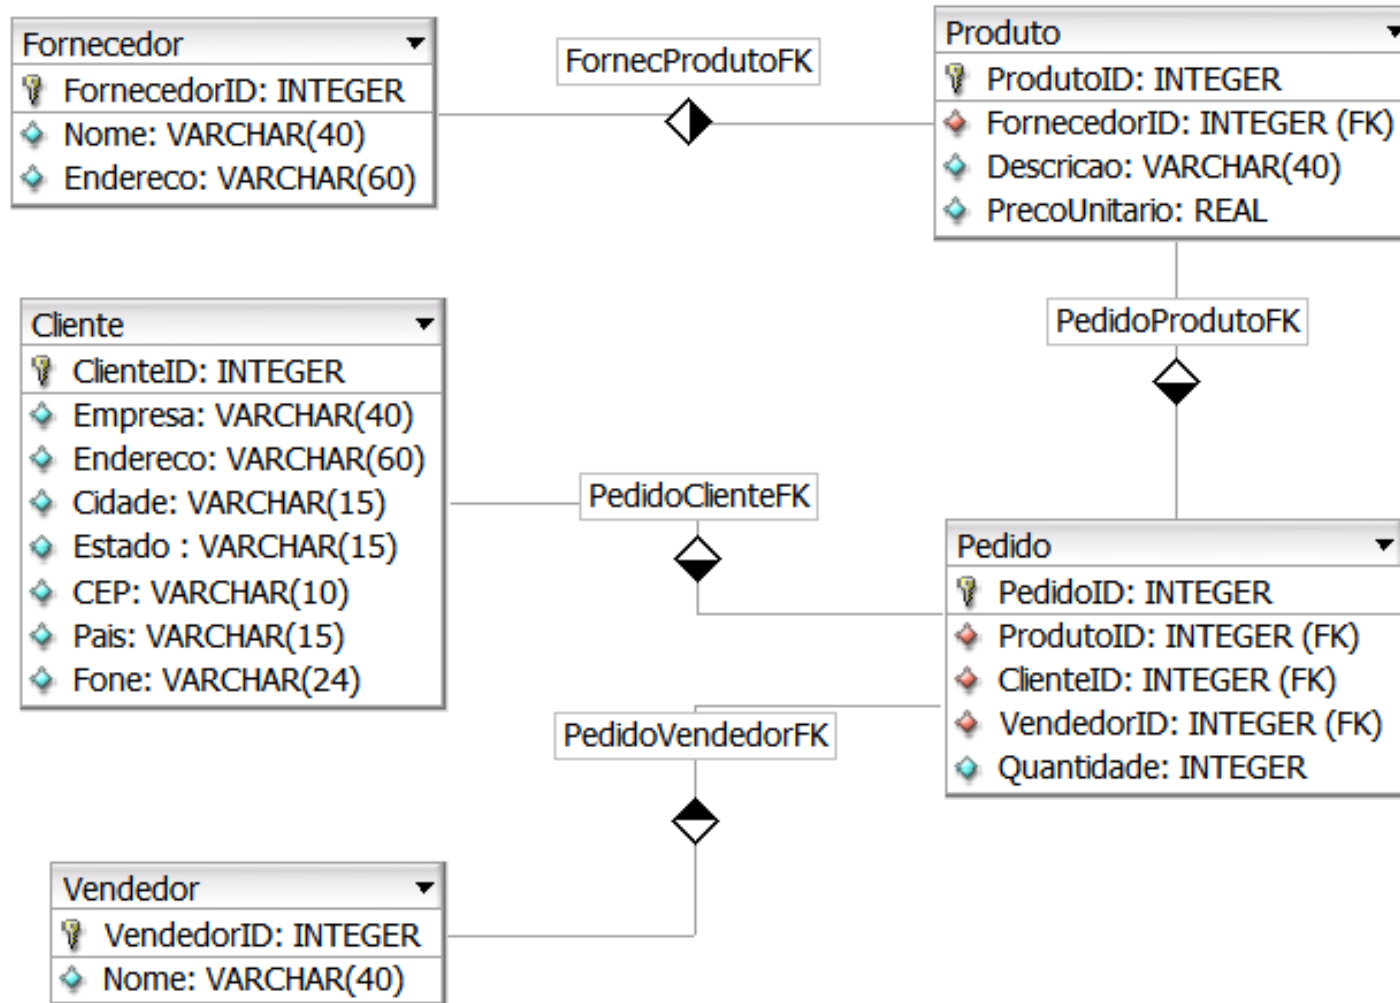 Fornecedor
FornecedorID: INTEGER
Nome: VARCHAR(40)
Endereco: VARCHAR(60)
FornecProdutoFK
Produto
ProdutoID: INTEGER
FornecedorID: INTEGER (FK)
Descricao: VARCHAR(40)
PrecoUnitario: REAL
PedidoProdutoFK
Cliente
ClienteID: INTEGER
Empresa: VARCHAR(40)
Endereco: VARCHAR(60)
Cidade: VARCHAR(15)
Estado : VARCHAR(15)
CEP: VARCHAR(10)
Pais: VARCHAR(15)
Fone: VARCHAR(24)
PedidoClienteFK
Pedido
PedidoID: INTEGER
ProdutoID: INTEGER (FK)
ClienteID: INTEGER (FK)
VendedorID: INTEGER (FK)
Quantidade: INTEGER
PedidoVendedorFK
Vendedor
VendedorID: INTEGER
Nome: VARCHAR(40)